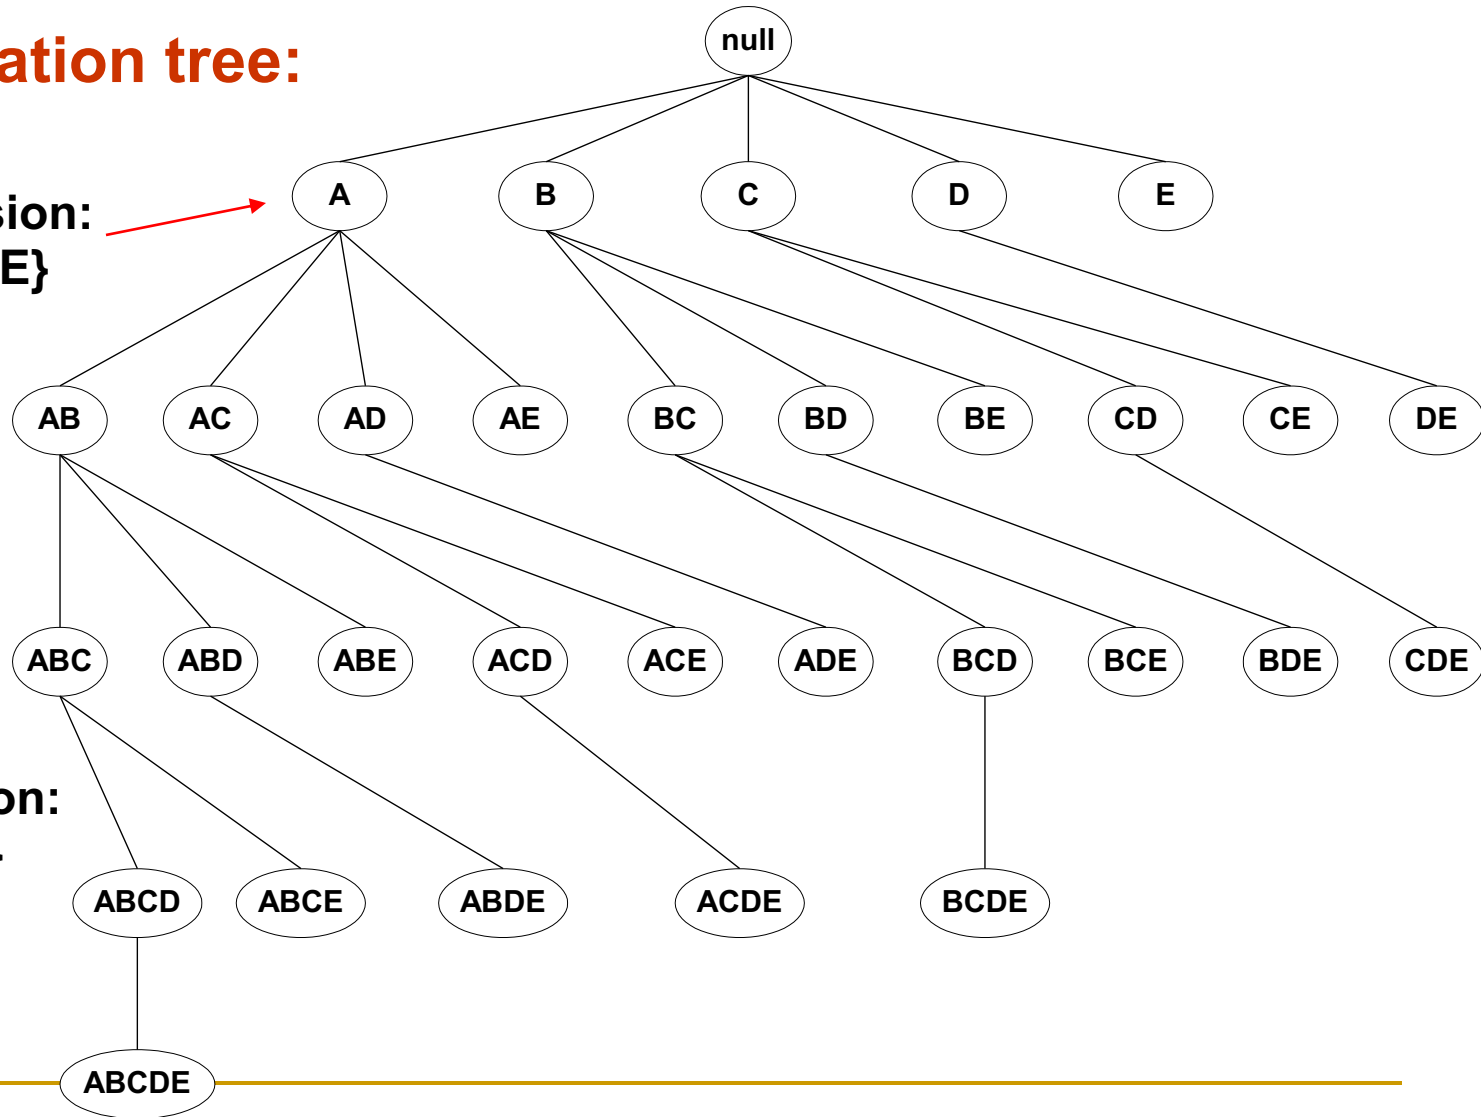 ation tree:
null
A B C D E
sion:
E}
AB AC AD AE BC BD BE CD CE DE
ABC ABD ABE ACD ACE ADE BCD BCE BDE CDE
on:
ABCD ABCE ABDE ACDE BCDE
ABCDE